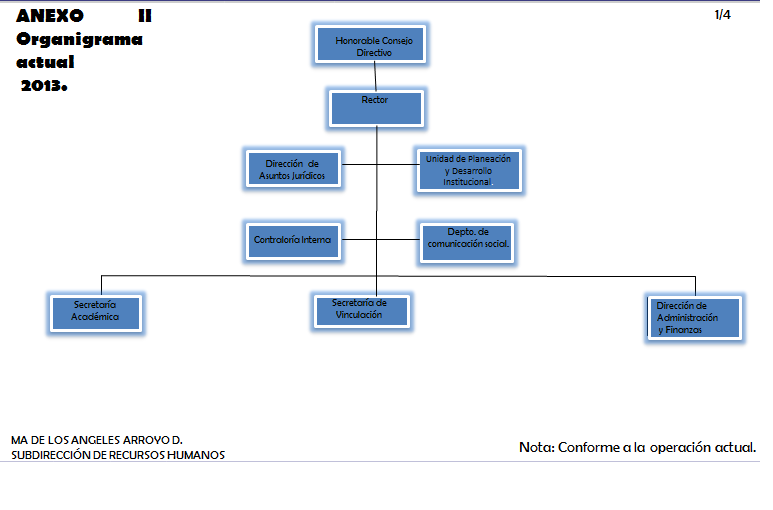 ANEXO II
Organigrama
actual
2013.
1/4
Honorable Consejo
Directivo
Rector
Dirección de
Asuntos Jurídicos
Unidad de Planeación
y Desarrollo
Institucional.
Contraloría Interna
Depto. de
comunicación social.
Secretaría
Académica
Secretaría de
Vinculación
Dirección de
Administración
y Finanzas
MA DE LOS ANGELES ARROYO D.
SUBDIRECCIÓN DE RECURSOS HUMANOS
Nota: Conforme a la operación actual.